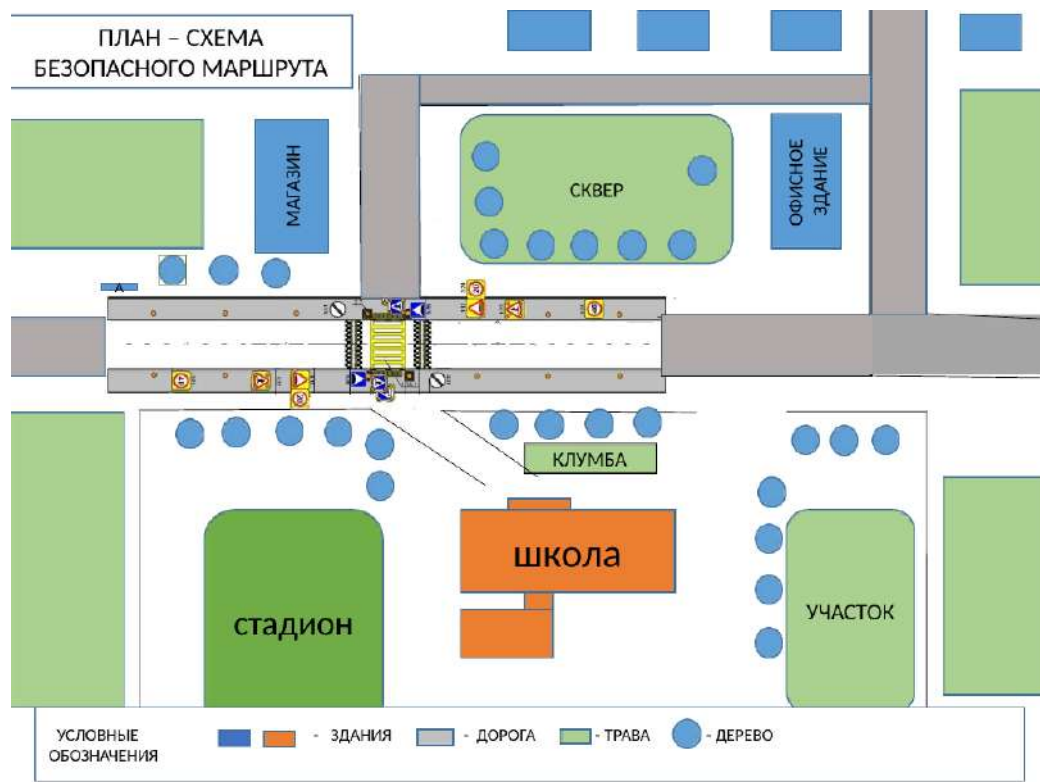 ПЛАН – СХЕМА
БЕЗОПАСНОГО МАРШРУТА
МАГАЗИН
СКВЕР
ОФИСНОЕ
ЗДАНИЕ
А
КЛУМБА
школа
стадион
УЧАСТОК
УСЛОВНЫЕ
ОБОЗНАЧЕНИЯ
- ЗДАНИЯ
- ДОРОГА
- ТРАВА
- ДЕРЕВО